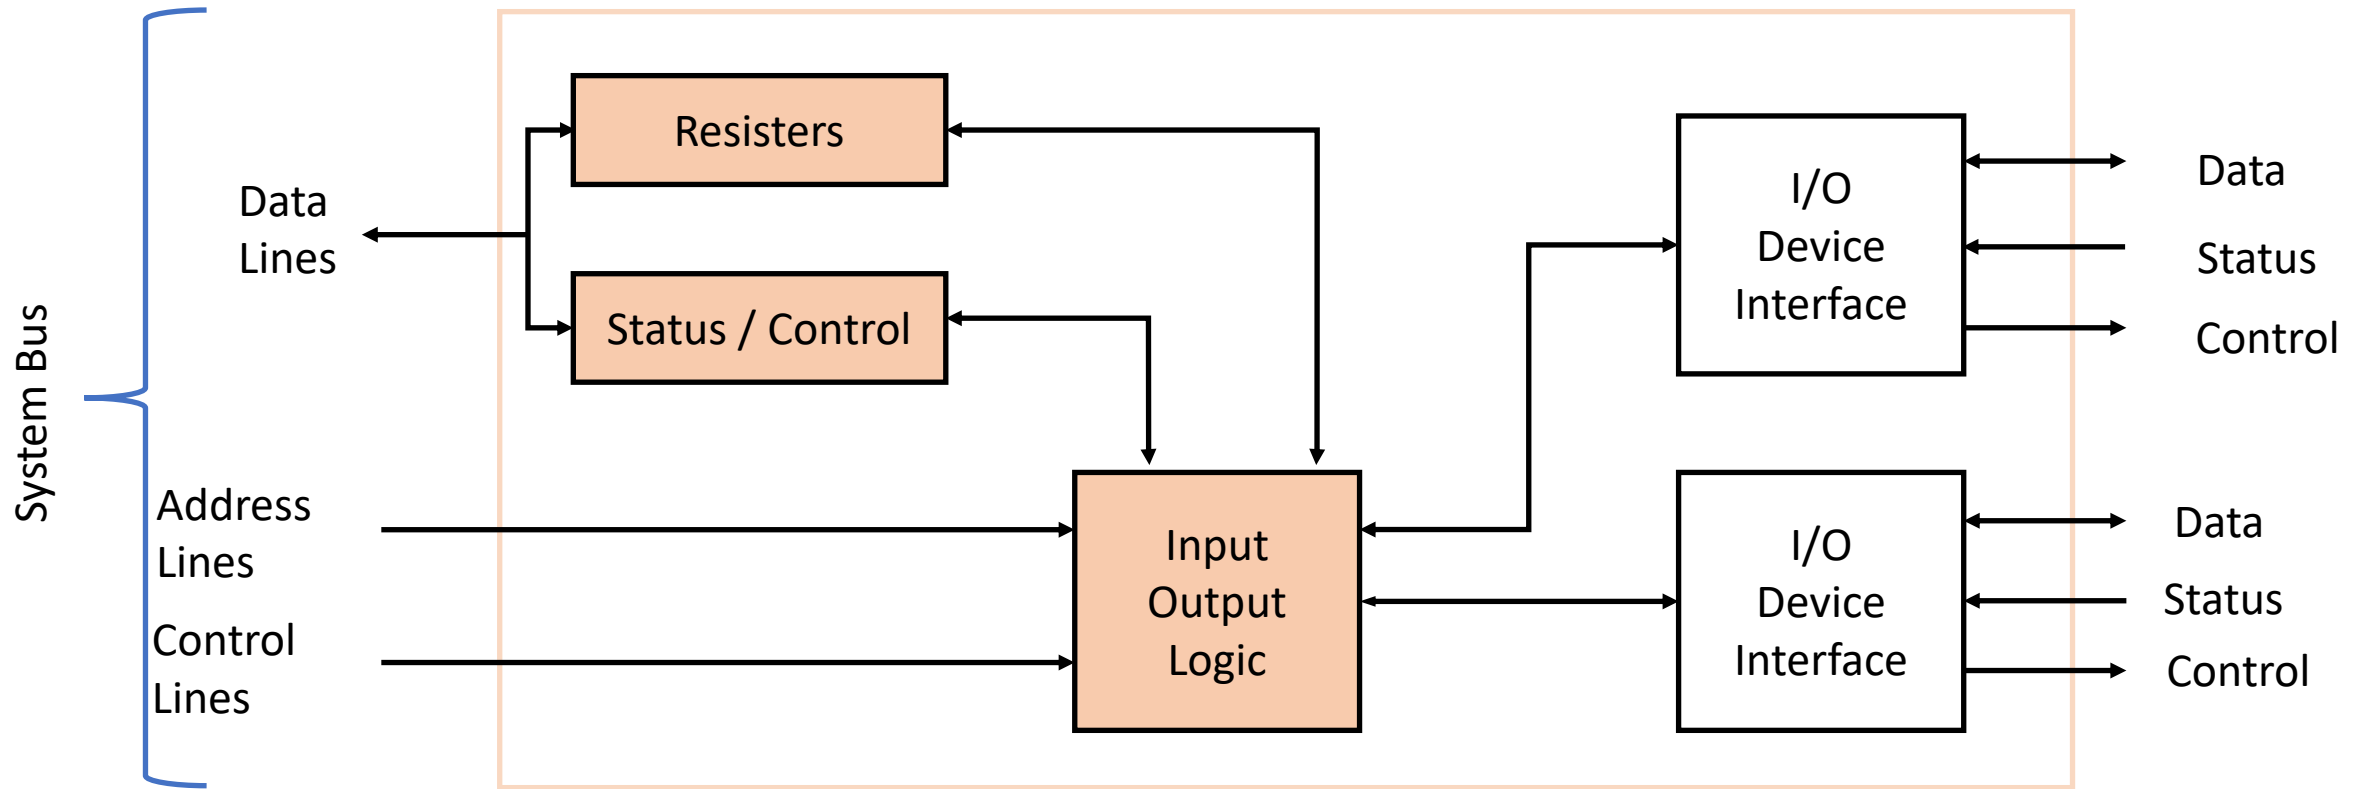 System Bus
Data
Lines
Address
Lines
Control
Lines
Resisters
Status / Control
Input
Output
Logic
I/O
Device
Interface
Data
Status
Control
I/O
Device
Interface
Data
Status
Control